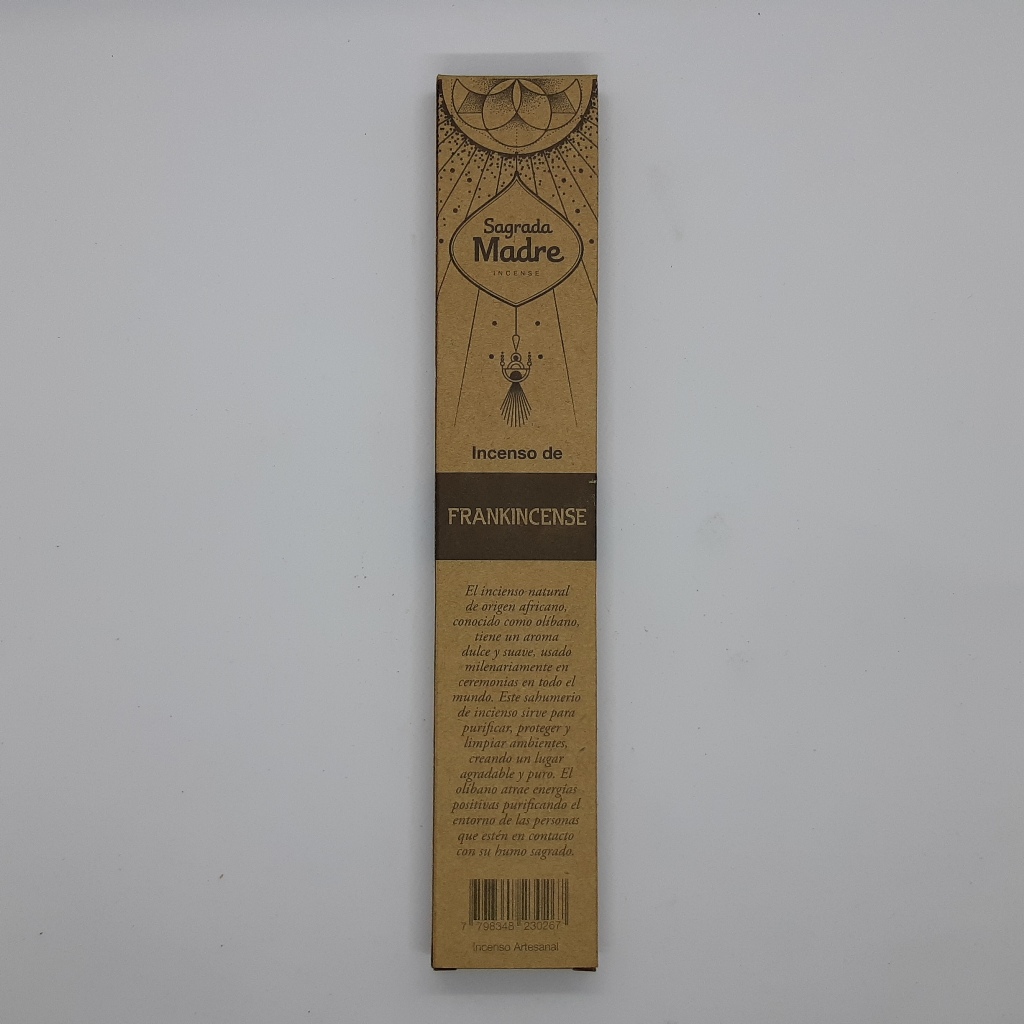 Sagrada
Madre
INCENSE
Incenso de
FRANKINCENSE
El incienso natural
de origen africano,
conocido como olíbano,
tiene un aroma
dulce y suave, usado
milenariamente en
ceremonias en todo el
mundo. Este sahumerio
de incienso sirve para
purificar, proteger y
limpiar ambientes,
creando un lugar
agradable y puro. El
olíbano atrae energías
positivas purificando el
entorno de las personas
que estén en contacto
con su humo sagrado.
7 798348 230267
Incenso Artesanal